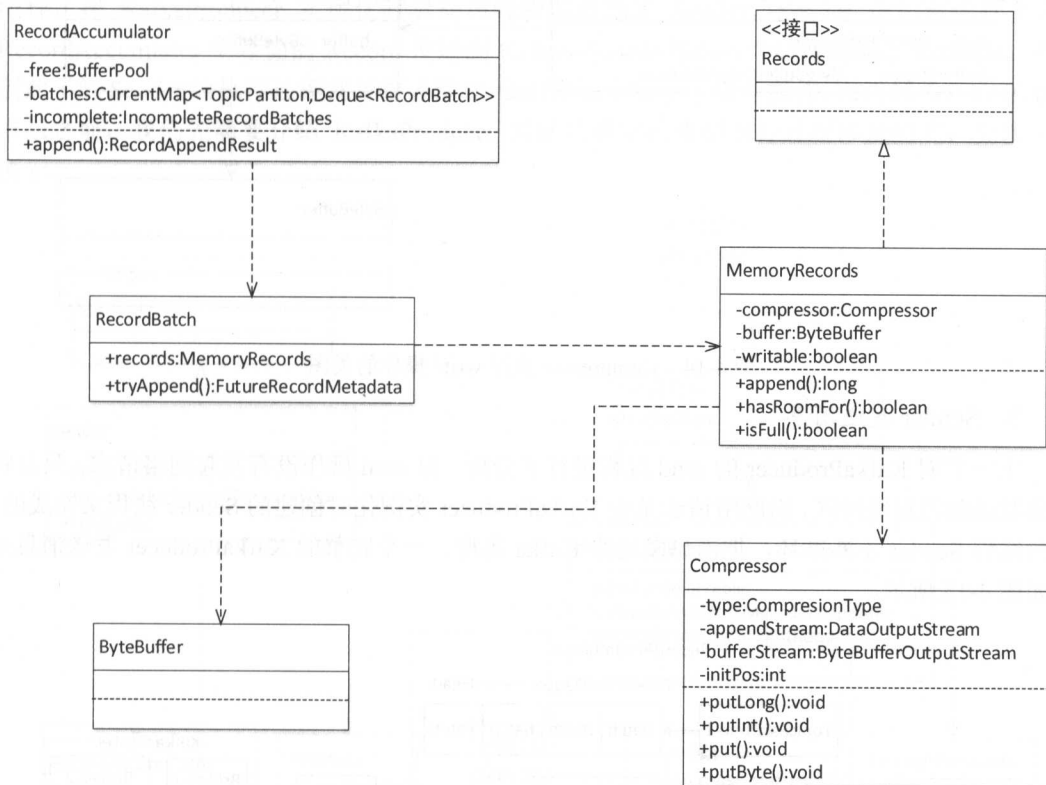 RecordAccumulator
-free:BufferPool
-batches:CurrentMap<TopicPartiton,Deque<RecordBatch>>
-incomplete:IncompleteRecordBatches
+append():RecordAppendResult
<<接口>>
Records
MemoryRecords
-compressor:Compressor
-buffer:ByteBuffer
-writable:boolean
+append():long
+hasRoomFor():boolean
+isFull():boolean
RecordBatch
+records:MemoryRecords
+tryAppend():FutureRecordMetadata
ByteBuffer
Compressor
-type:CompresionType
-appendStream:DataOutputStream
-bufferStream:ByteBufferOutputStream
-initPos:int
+putLong():void
+putInt():void
+put():void
+putByte():void